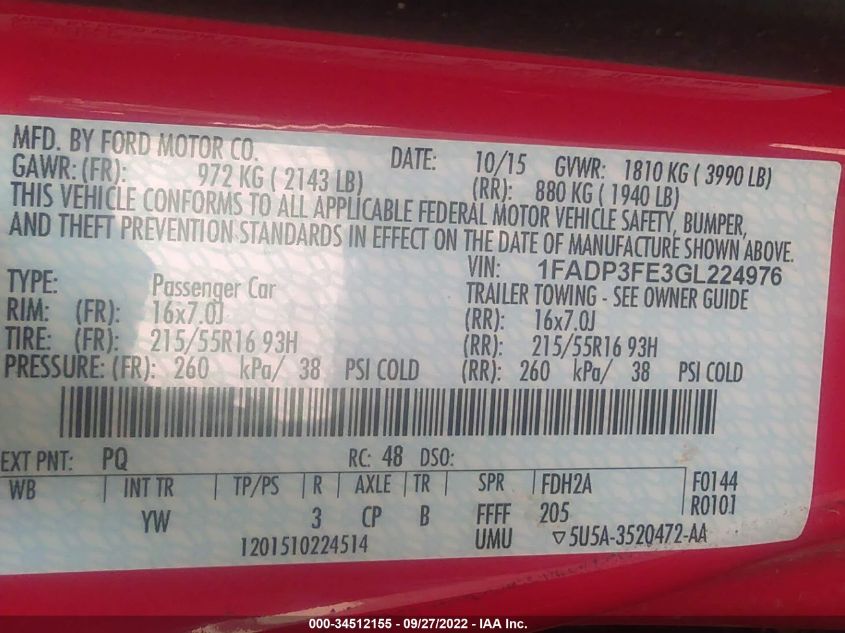 MFD. BY FORD MOTOR CO.
DATE: 10/15 GVWR: 1810 KG ( 3990 LB)
GAWR: (FR): 972 KG ( 2143 LB) (RR): 880 KG ( 1940 LB)
THIS VEHICLE CONFORMS TO ALL APPLICABLE FEDERAL MOTOR VEHICLE SAFETY, BUMPER,
AND THEFT PREVENTION STANDARDS IN EFFECT ON THE DATE OF MANUFACTURE SHOWN ABOVE.
VIN: 1FADP3FE3GL224976
TYPE: Passenger Car TRAILER TOWING - SEE OWNER GUIDE
RIM: (FR): 16x7.0J (RR): 16x7.0J
TIRE: (FR): 215/55R16 93H (RR): 215/55R16 93H
PRESSURE: (FR): 260 kPa/ 38 PSI COLD (RR): 260 kPa/ 38 PSI COLD
EXT PNT: PQ RC: 48 DSO:
WB INT TR TP/PS R AXLE TR SPR FDH2A F0144
YW 3 CP B FFFF 205 R0101
1201510224514 UMU ▽5U5A-3520472-AA
000-34512155 - 09/27/2022 - IAA Inc.